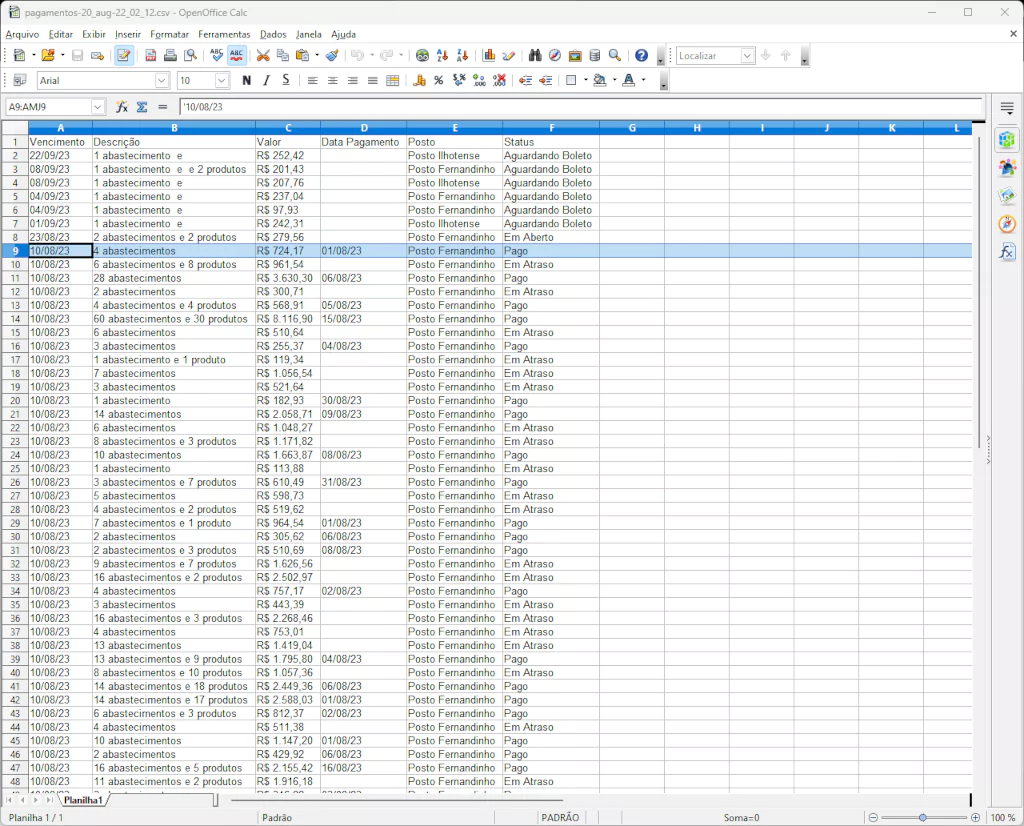 pagamentos-20_aug-22_02_12.csv - OpenOffice Calc
Arquivo Editar Exibir Inserir Formatar Ferramentas Dados Janela Ajuda
Localizar
Arial 10 N I S
A9:AMJ9 '10/08/23
A B C D E F G H I J K L
1 Vencimento Descrição Valor Data Pagamento Posto Status
2 22/09/23 1 abastecimento e R$ 252,42 Posto Ilhotense Aguardando Boleto
3 08/09/23 1 abastecimento e e 2 produtos R$ 201,43 Posto Fernandinho Aguardando Boleto
4 08/09/23 1 abastecimento e R$ 207,76 Posto Ilhotense Aguardando Boleto
5 04/09/23 1 abastecimento e R$ 237,04 Posto Fernandinho Aguardando Boleto
6 04/09/23 1 abastecimento e R$ 97,93 Posto Fernandinho Aguardando Boleto
7 01/09/23 1 abastecimento e R$ 242,31 Posto Ilhotense Aguardando Boleto
8 23/08/23 2 abastecimentos e 2 produtos R$ 279,56 Posto Fernandinho Em Aberto
9 10/08/23 4 abastecimentos R$ 724,17 01/08/23 Posto Fernandinho Pago
10 10/08/23 6 abastecimentos e 8 produtos R$ 961,54 Posto Fernandinho Em Atraso
11 10/08/23 28 abastecimentos R$ 3.630,30 06/08/23 Posto Fernandinho Pago
12 10/08/23 2 abastecimentos R$ 300,71 Posto Fernandinho Em Atraso
13 10/08/23 4 abastecimentos e 4 produtos R$ 568,91 05/08/23 Posto Fernandinho Pago
14 10/08/23 60 abastecimentos e 30 produtos R$ 8.116,90 15/08/23 Posto Fernandinho Pago
15 10/08/23 6 abastecimentos R$ 510,64 Posto Fernandinho Em Atraso
16 10/08/23 3 abastecimentos R$ 255,37 04/08/23 Posto Fernandinho Pago
17 10/08/23 1 abastecimento e 1 produto R$ 119,34 Posto Fernandinho Em Atraso
18 10/08/23 7 abastecimentos R$ 1.056,54 Posto Fernandinho Em Atraso
19 10/08/23 3 abastecimentos R$ 521,64 Posto Fernandinho Em Atraso
20 10/08/23 1 abastecimento R$ 182,93 30/08/23 Posto Fernandinho Pago
21 10/08/23 14 abastecimentos R$ 2.058,71 09/08/23 Posto Fernandinho Pago
22 10/08/23 6 abastecimentos R$ 1.048,27 Posto Fernandinho Em Atraso
23 10/08/23 8 abastecimentos e 3 produtos R$ 1.171,82 Posto Fernandinho Em Atraso
24 10/08/23 10 abastecimentos R$ 1.663,87 08/08/23 Posto Fernandinho Pago
25 10/08/23 1 abastecimento R$ 113,88 Posto Fernandinho Em Atraso
26 10/08/23 3 abastecimentos e 7 produtos R$ 610,49 31/08/23 Posto Fernandinho Pago
27 10/08/23 5 abastecimentos R$ 598,73 Posto Fernandinho Em Atraso
28 10/08/23 4 abastecimentos e 2 produtos R$ 519,62 Posto Fernandinho Em Atraso
29 10/08/23 7 abastecimentos e 1 produto R$ 964,54 01/08/23 Posto Fernandinho Pago
30 10/08/23 2 abastecimentos R$ 305,62 06/08/23 Posto Fernandinho Pago
31 10/08/23 2 abastecimentos e 3 produtos R$ 510,69 08/08/23 Posto Fernandinho Pago
32 10/08/23 9 abastecimentos e 7 produtos R$ 1.626,56 Posto Fernandinho Em Atraso
33 10/08/23 16 abastecimentos e 2 produtos R$ 2.502,97 Posto Fernandinho Em Atraso
34 10/08/23 4 abastecimentos R$ 757,17 02/08/23 Posto Fernandinho Pago
35 10/08/23 3 abastecimentos R$ 443,39 Posto Fernandinho Em Atraso
36 10/08/23 16 abastecimentos e 3 produtos R$ 2.268,46 Posto Fernandinho Em Atraso
37 10/08/23 4 abastecimentos R$ 753,01 Posto Fernandinho Em Atraso
38 10/08/23 13 abastecimentos R$ 1.419,04 Posto Fernandinho Em Atraso
39 10/08/23 13 abastecimentos e 9 produtos R$ 1.795,80 04/08/23 Posto Fernandinho Pago
40 10/08/23 8 abastecimentos e 10 produtos R$ 1.057,36 Posto Fernandinho Em Atraso
41 10/08/23 14 abastecimentos e 18 produtos R$ 2.449,36 06/08/23 Posto Fernandinho Pago
42 10/08/23 14 abastecimentos e 17 produtos R$ 2.588,03 01/08/23 Posto Fernandinho Pago
43 10/08/23 6 abastecimentos e 3 produtos R$ 812,37 02/08/23 Posto Fernandinho Pago
44 10/08/23 4 abastecimentos R$ 511,38 Posto Fernandinho Em Atraso
45 10/08/23 10 abastecimentos R$ 1.147,20 01/08/23 Posto Fernandinho Pago
46 10/08/23 2 abastecimentos R$ 429,92 06/08/23 Posto Fernandinho Pago
47 10/08/23 16 abastecimentos e 5 produtos R$ 2.155,42 16/08/23 Posto Fernandinho Pago
48 10/08/23 11 abastecimentos e 2 produtos R$ 1.916,18 Posto Fernandinho Em Atraso
Planilha1
Planilha 1 / 1 Padrão PADRÃO Soma=0 100 %